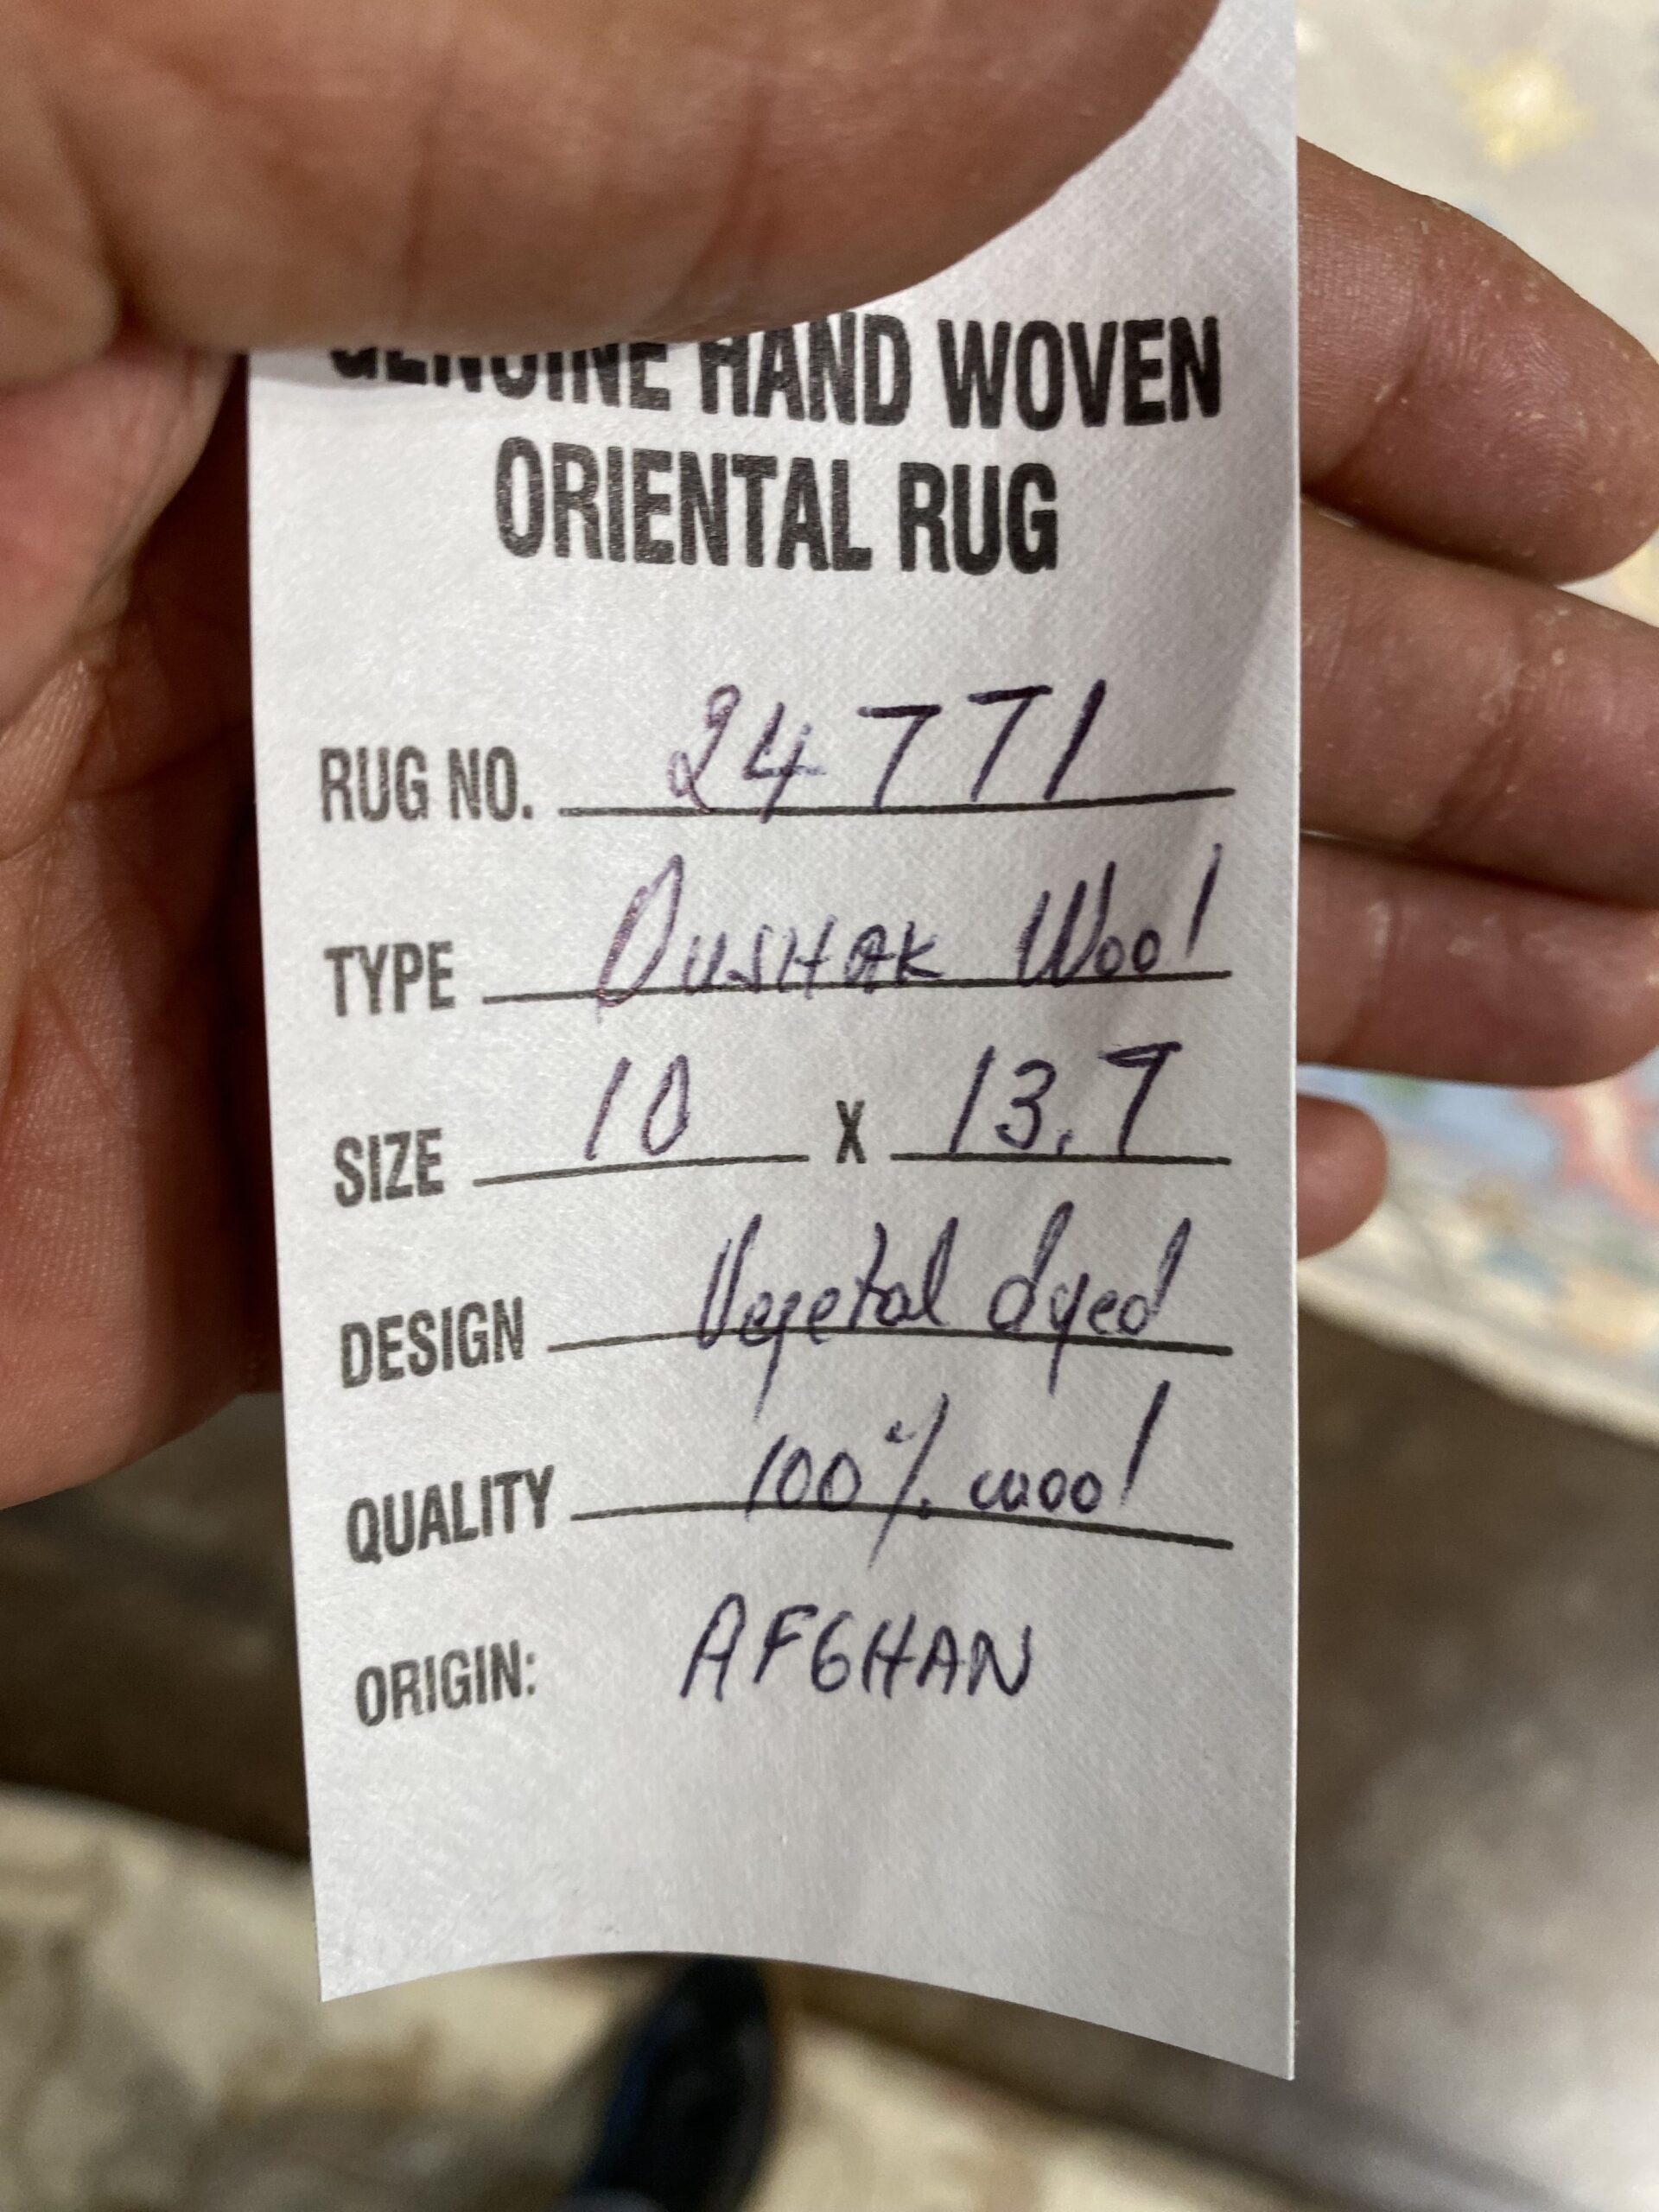 GENUINE HAND WOVEN
ORIENTAL RUG
RUG NO. 24771
TYPE OUSHAK Wool
SIZE 10 X 13.7
DESIGN Vegetal dyed
QUALITY 100% wool
ORIGIN: AFGHAN